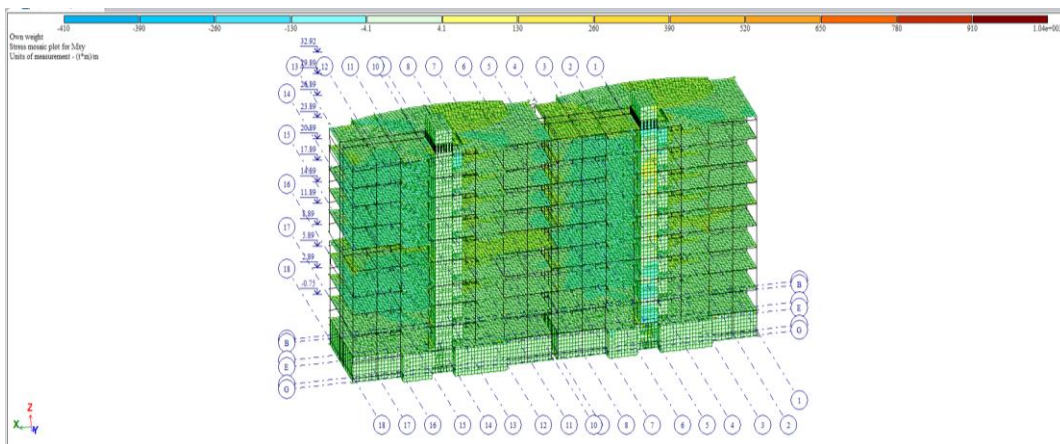 -410 -390 -260 -130 -4.1 4.1 130 260 390 520 650 780 910 1.04e+00
Own weight
Stress mosaic plot for Mxy
Units of measurement - (t*m)/m
32.92
29.89
26.89
23.89
20.89
17.89
14.89
11.89
8.89
5.89
2.89
-0.75
13 12 11 10 8 7 6 5 4 3 2 1
14
15
16
17
18
B
E
G
B
E
G
1
18 17 16 15 14 13 12 11 10 8 7 6 5 4 3 2
Z
X Y